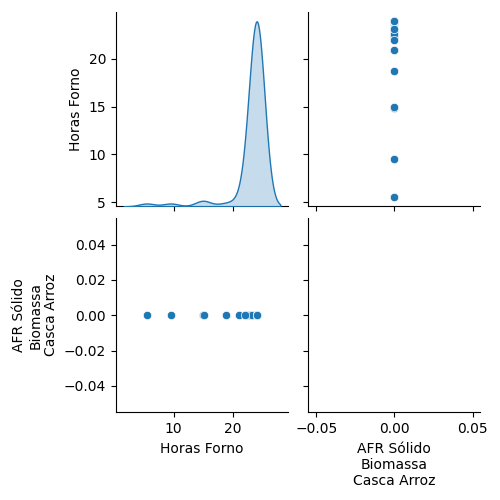 20
15
10
5
Horas Forno
0.04
0.02
0.00
−0.02
−0.04
AFR Sólido
Biomassa
Casca Arroz
10
20
Horas Forno
−0.05
0.00
0.05
AFR Sólido
Biomassa
Casca Arroz